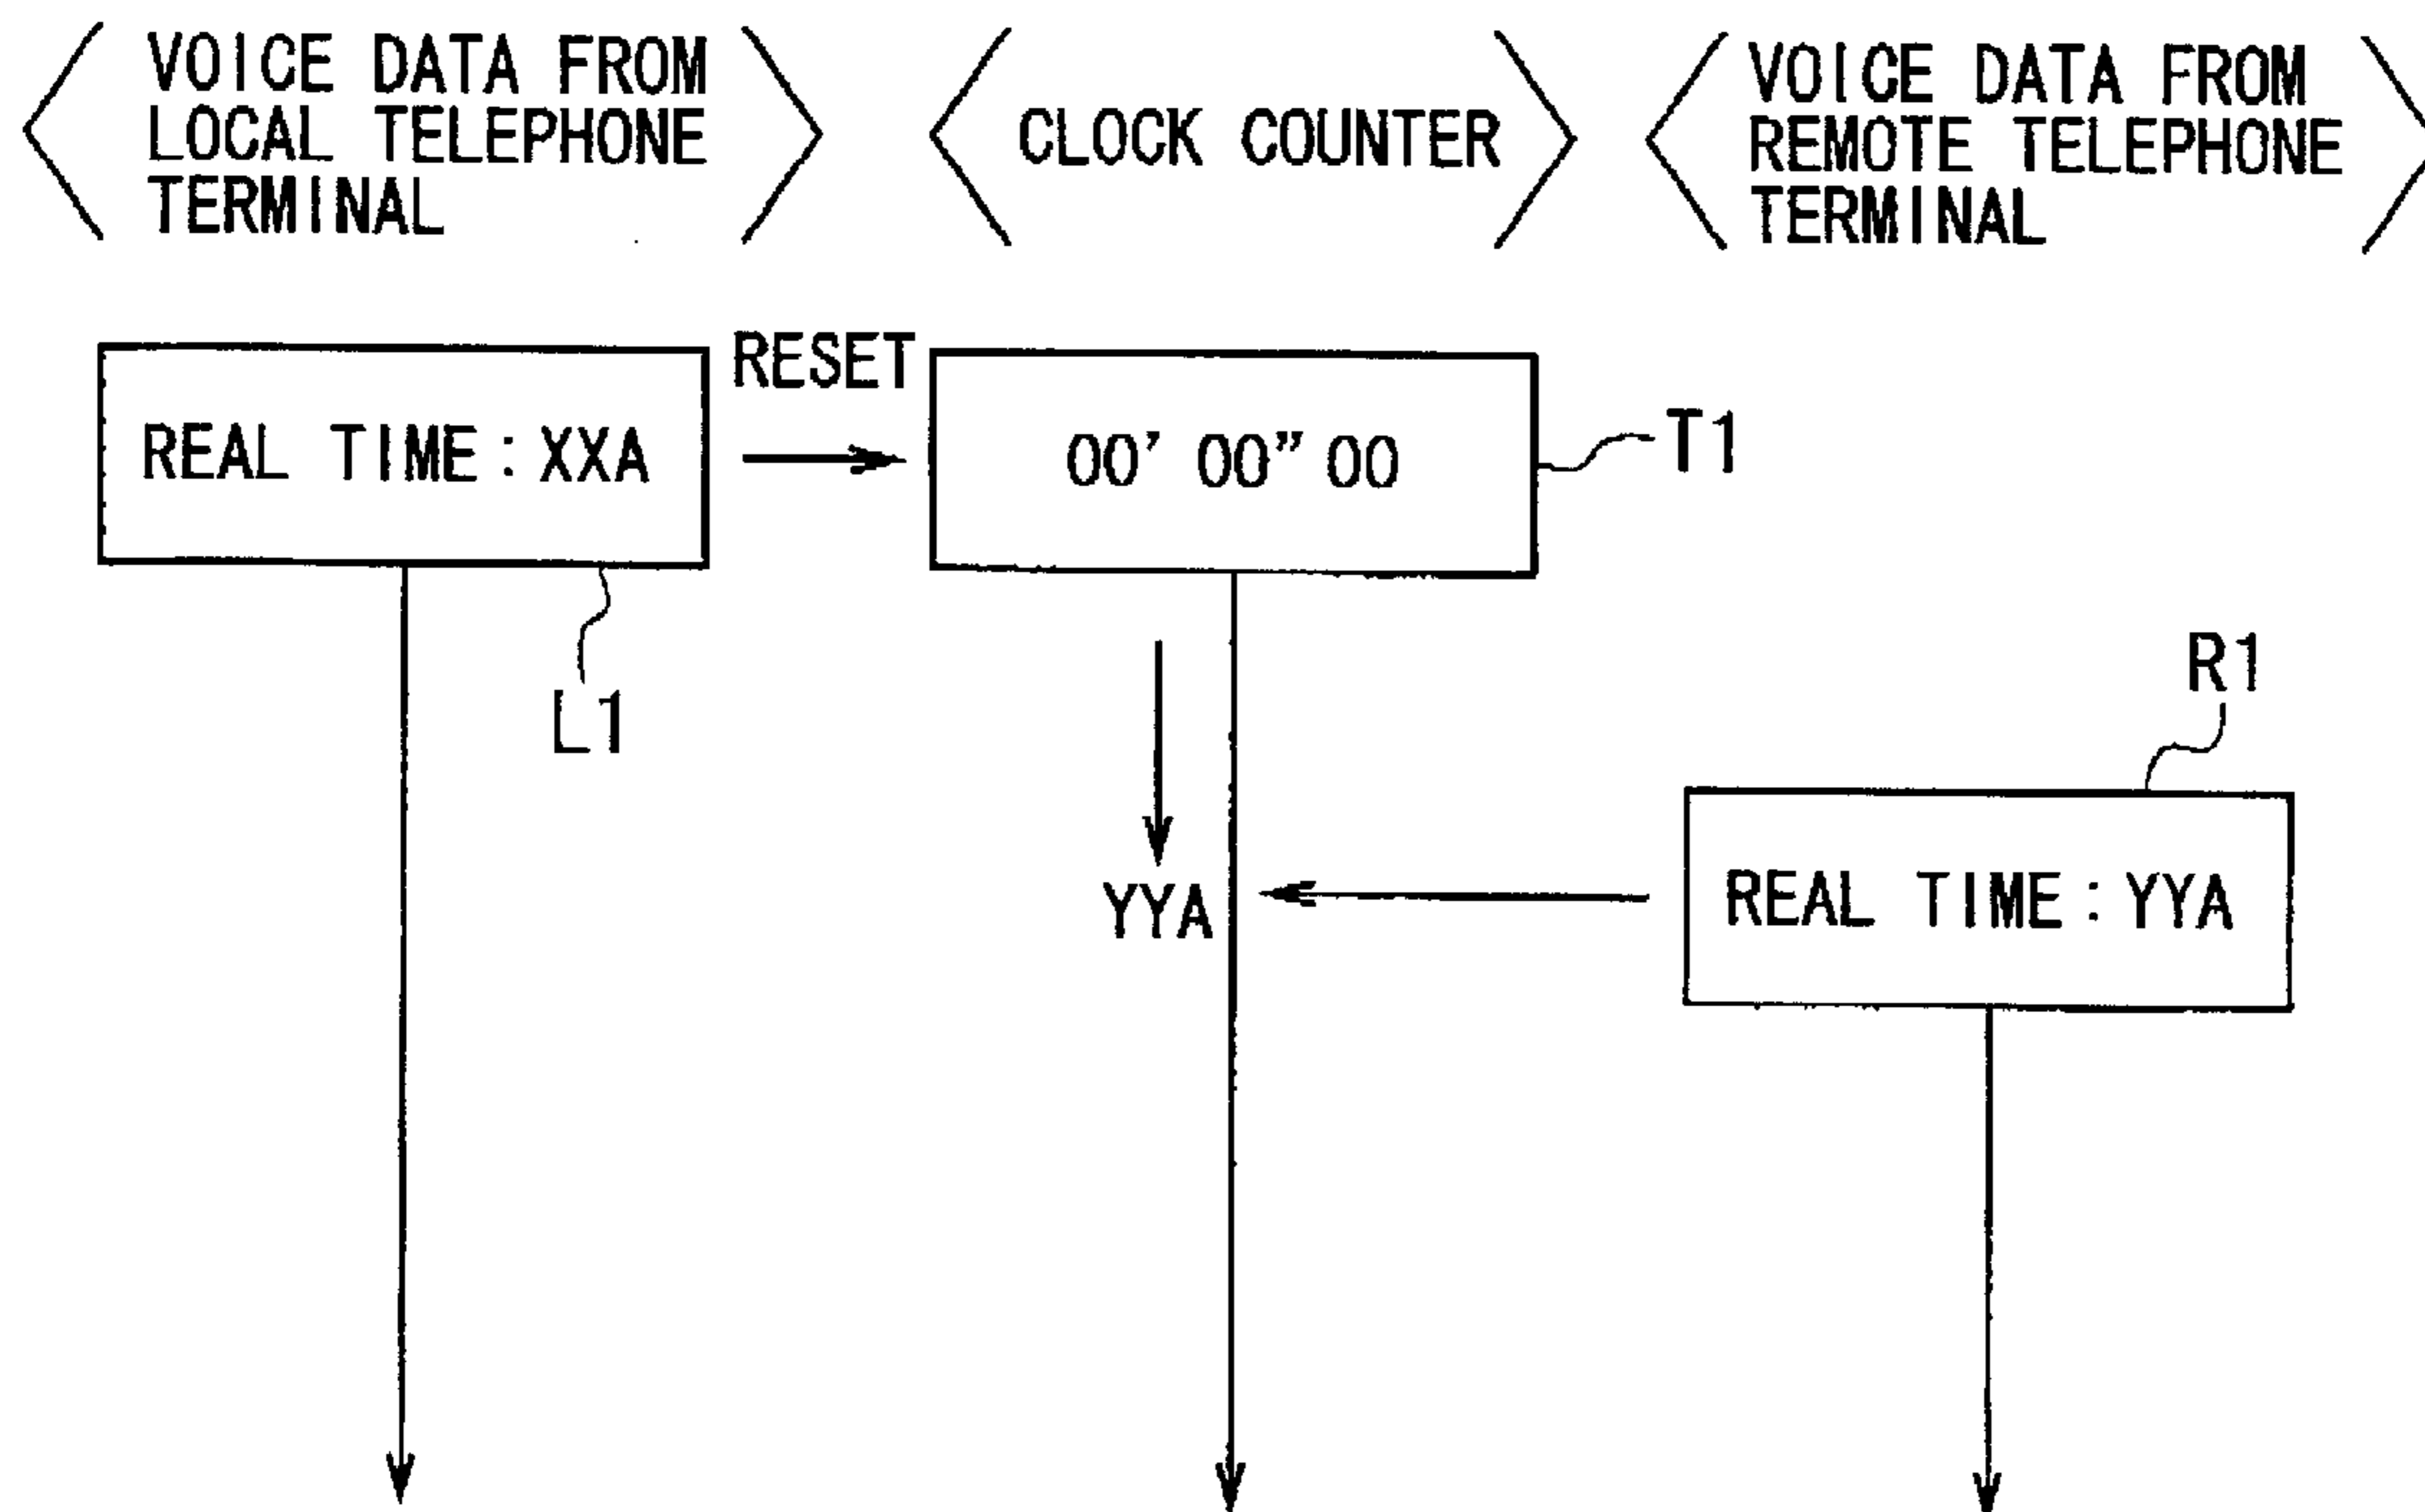 VOICE DATA FROM
LOCAL TELEPHONE
TERMINAL
CLOCK COUNTER
VOICE DATA FROM
REMOTE TELEPHONE
TERMINAL
RESET
REAL TIME:XXA
00' 00" 00
T1
L1
R1
YYA
REAL TIME:YYA